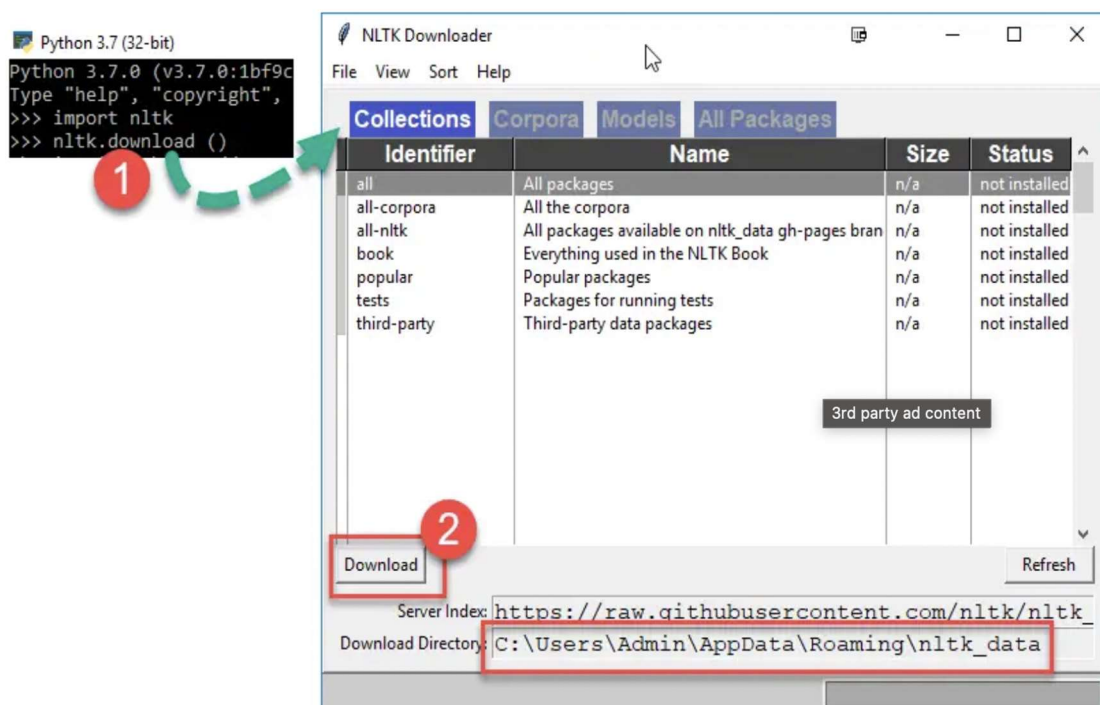 Python 3.7 (32-bit)
Python 3.7.0 (v3.7.0:1bf9c
Type "help", "copyright",
>>> import nltk
>>> nltk.download ()
1
NLTK Downloader
File View Sort Help
Collections Corpora Models All Packages
Identifier Name Size Status
all All packages n/a not installed
all-corpora All the corpora n/a not installed
all-nltk All packages available on nltk_data gh-pages bran n/a not installed
book Everything used in the NLTK Book n/a not installed
popular Popular packages n/a not installed
tests Packages for running tests n/a not installed
third-party Third-party data packages n/a not installed
3rd party ad content
2
Download Refresh
Server Index: https://raw.githubusercontent.com/nltk/nltk_
Download Directory: C:\Users\Admin\AppData\Roaming\nltk_data